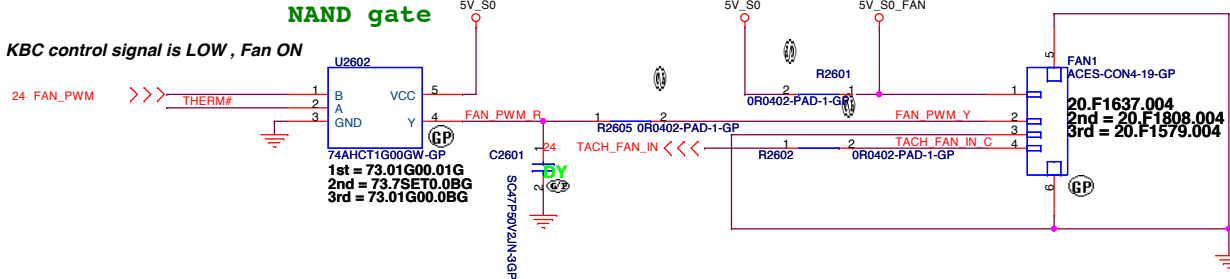 NAND gate
5V_S0
5V_S0
5V_S0_FAN
KBC control signal is LOW , Fan ON
U2602
24 FAN_PWM
THERM#
1
2
3
B
A
GND
VCC
Y
5
4
FAN_PWM_R
GP
74AHCT1G00GW-GP
1st = 73.01G00.01G
2nd = 73.7SET0.0BG
3rd = 73.01G00.0BG
C2601
1
2
DY
SC47P50V2JN-3GP
1
2
R2605 0R0402-PAD-1-GP
24
TACH_FAN_IN
R2601
2
1
0R0402-PAD-1-GP
FAN_PWM_Y
R2602
1
2
0R0402-PAD-1-GP
TACH_FAN_IN_C
FAN1
ACES-CON4-19-GP
5
1
2
3
4
6
20.F1637.004
2nd = 20.F1808.004
3rd = 20.F1579.004
GP